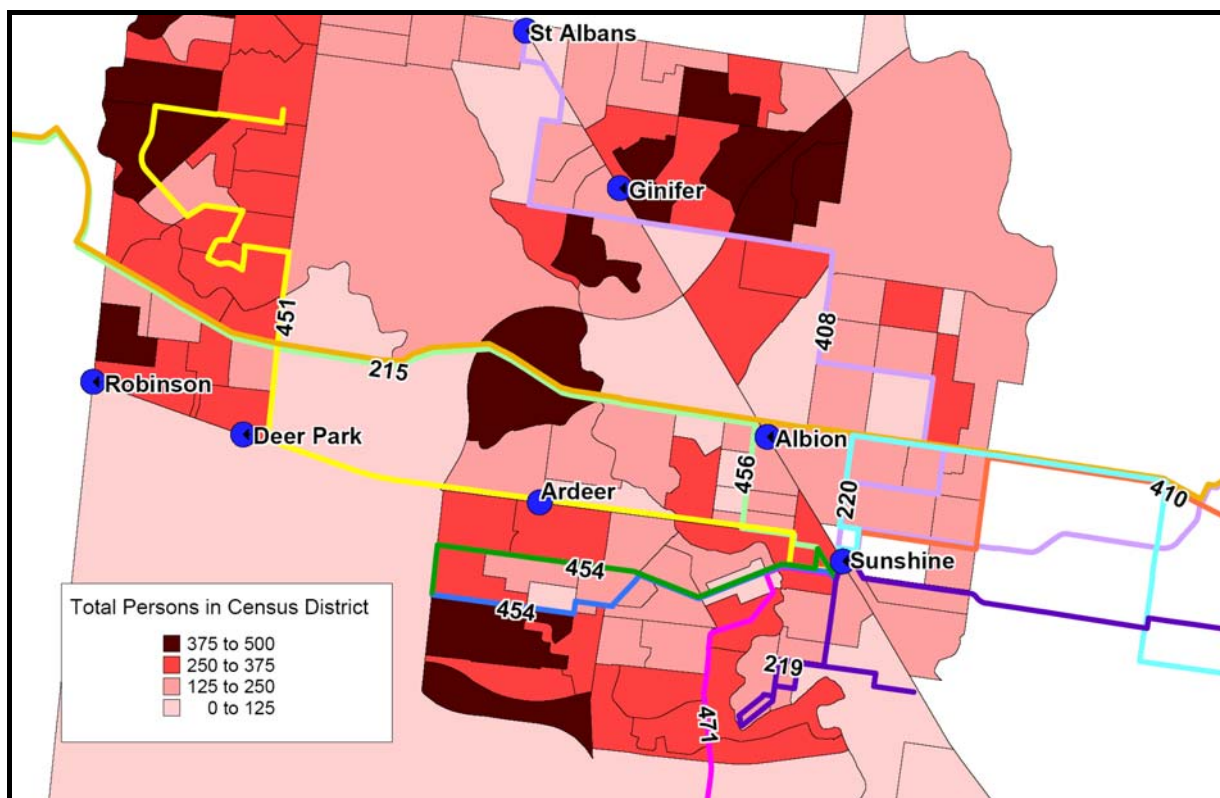 St Albans
Ginifer
451
408
215
Robinson
Deer Park
Albion
456
Ardeer
220
410
454
Sunshine
454
219
471
Total Persons in Census District
375 to 500
250 to 375
125 to 250
0 to 125